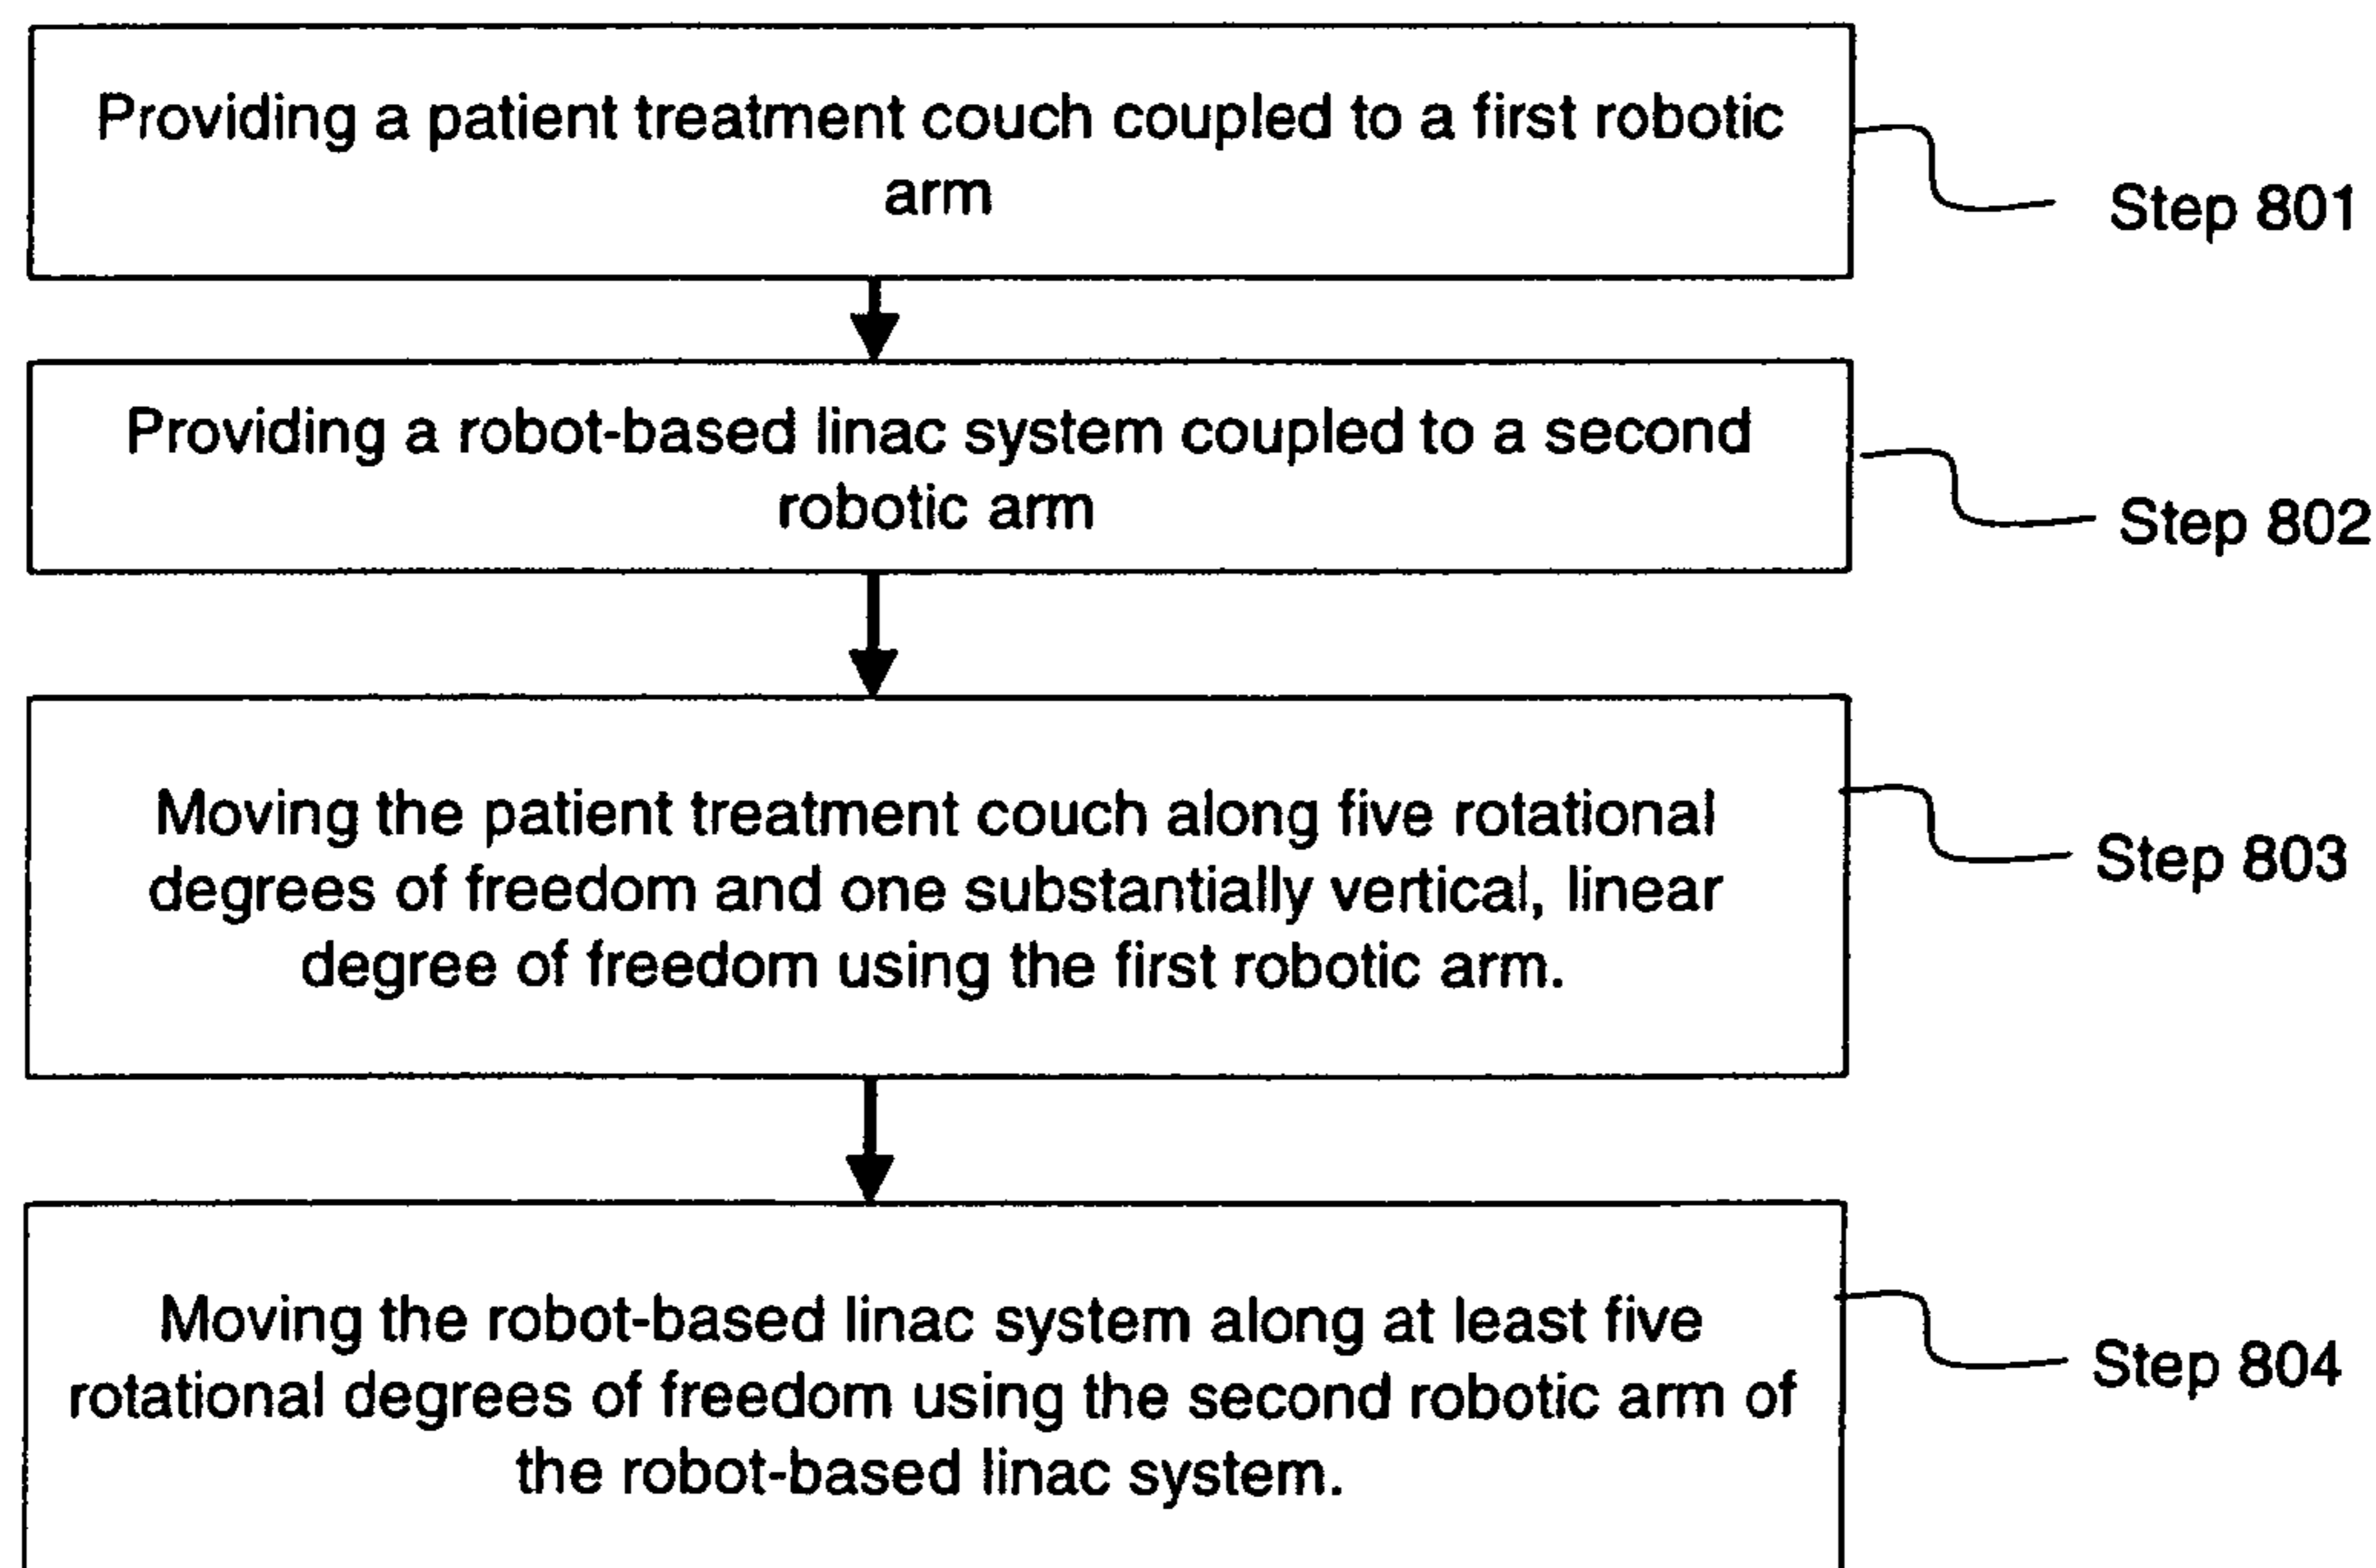 Providing a patient treatment couch coupled to a first robotic
arm
Step 801
Providing a robot-based linac system coupled to a second
robotic arm
Step 802
Moving the patient treatment couch along five rotational
degrees of freedom and one substantially vertical, linear
degree of freedom using the first robotic arm.
Step 803
Moving the robot-based linac system along at least five
rotational degrees of freedom using the second robotic arm of
the robot-based linac system.
Step 804